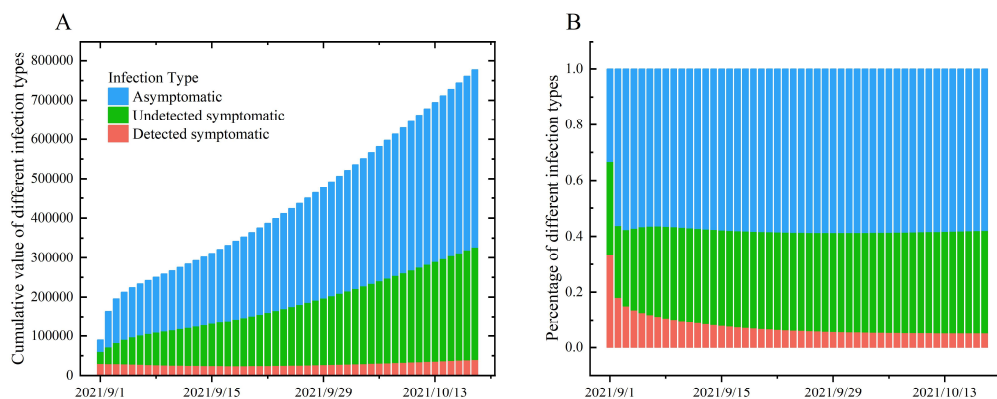 A
Cumulative value of different infection types
800000
700000
600000
500000
400000
300000
200000
100000
0
Infection Type
Asymptomatic
Undetected symptomatic
Detected symptomatic
2021/9/1
2021/9/15
2021/9/29
2021/10/13
B
Percentage of different infection types
1.0
0.8
0.6
0.4
0.2
0.0
2021/9/1
2021/9/15
2021/9/29
2021/10/13